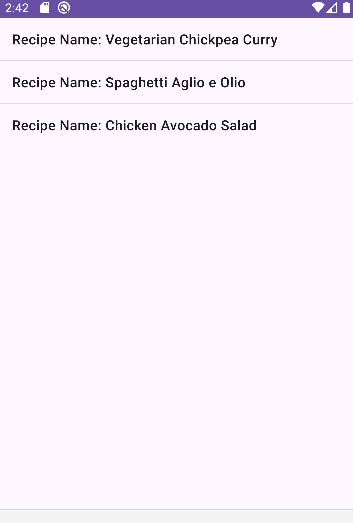 2:42
Recipe Name: Vegetarian Chickpea Curry
Recipe Name: Spaghetti Aglio e Olio
Recipe Name: Chicken Avocado Salad